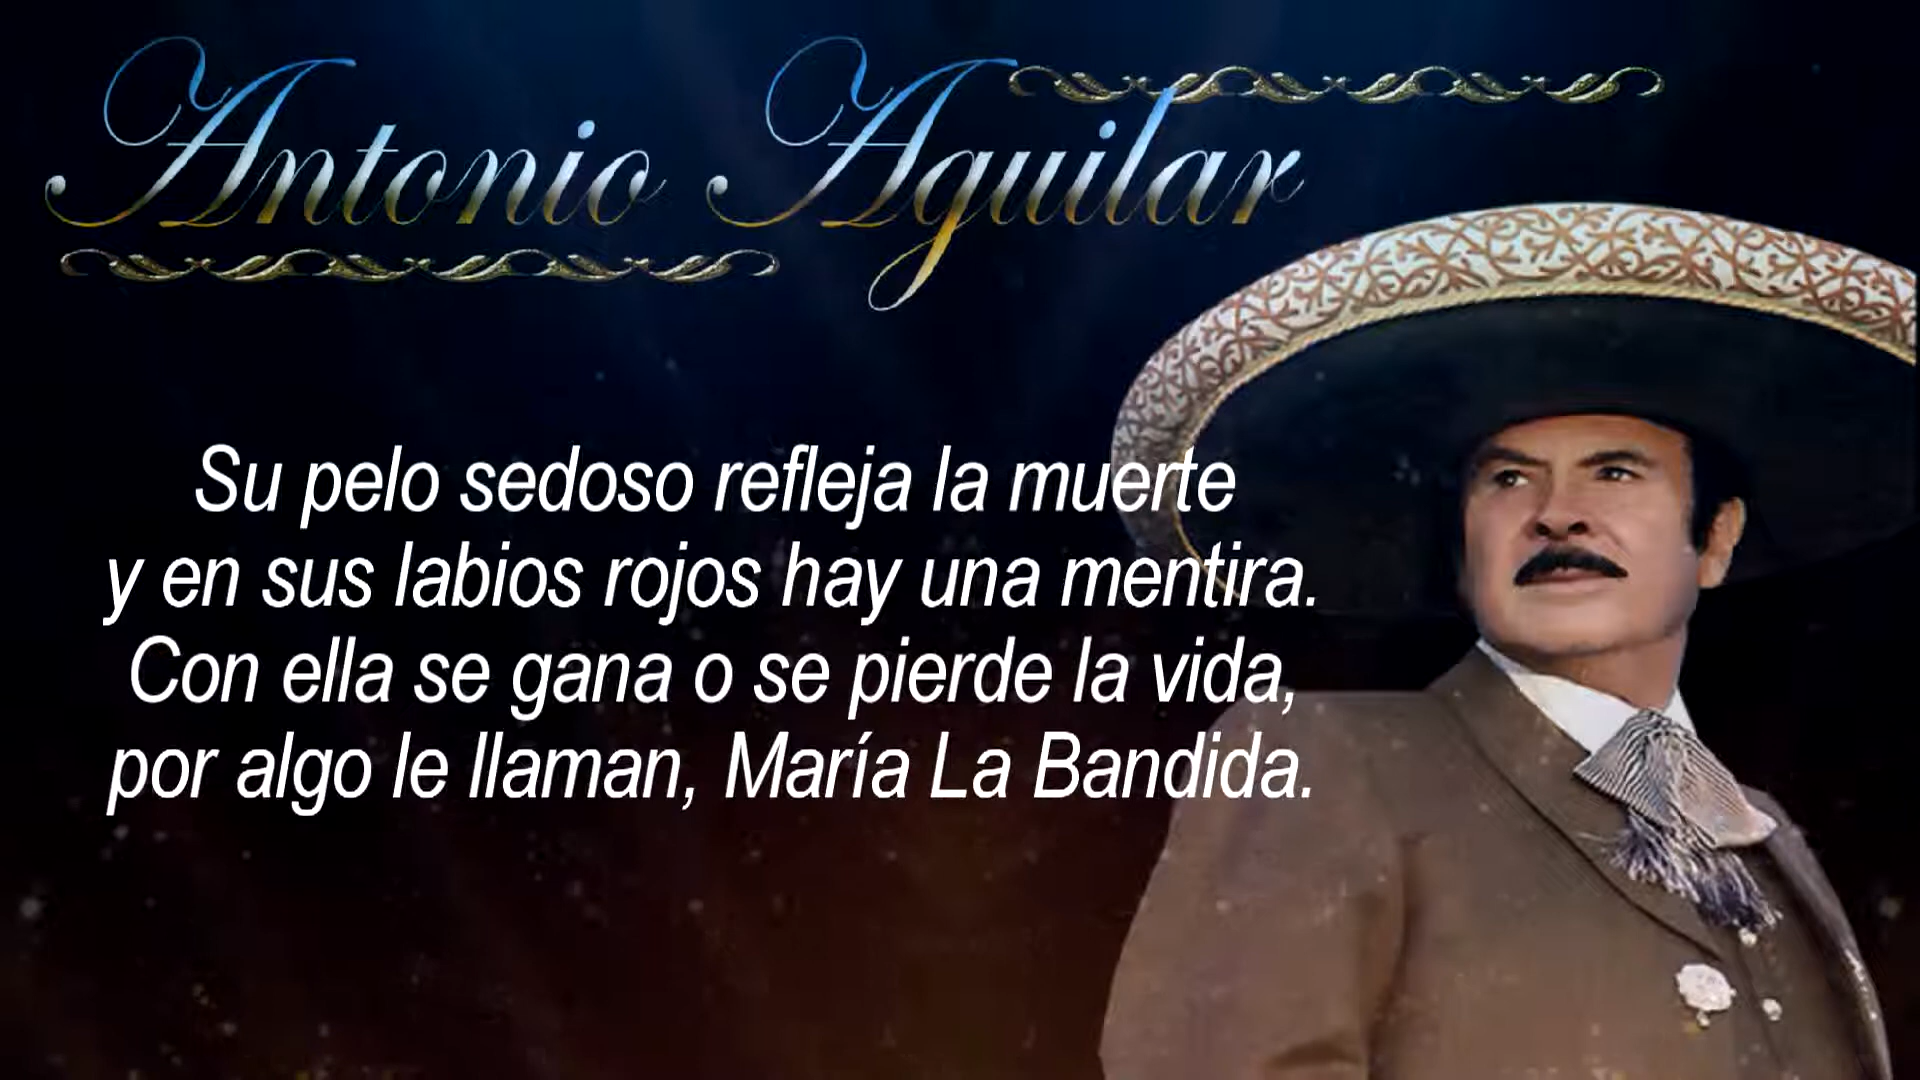 Antonio Aguilar
Su pelo sedoso refleja la muerte
y en sus labios rojos hay una mentira.
Con ella se gana o se pierde la vida,
por algo le llaman, María La Bandida.